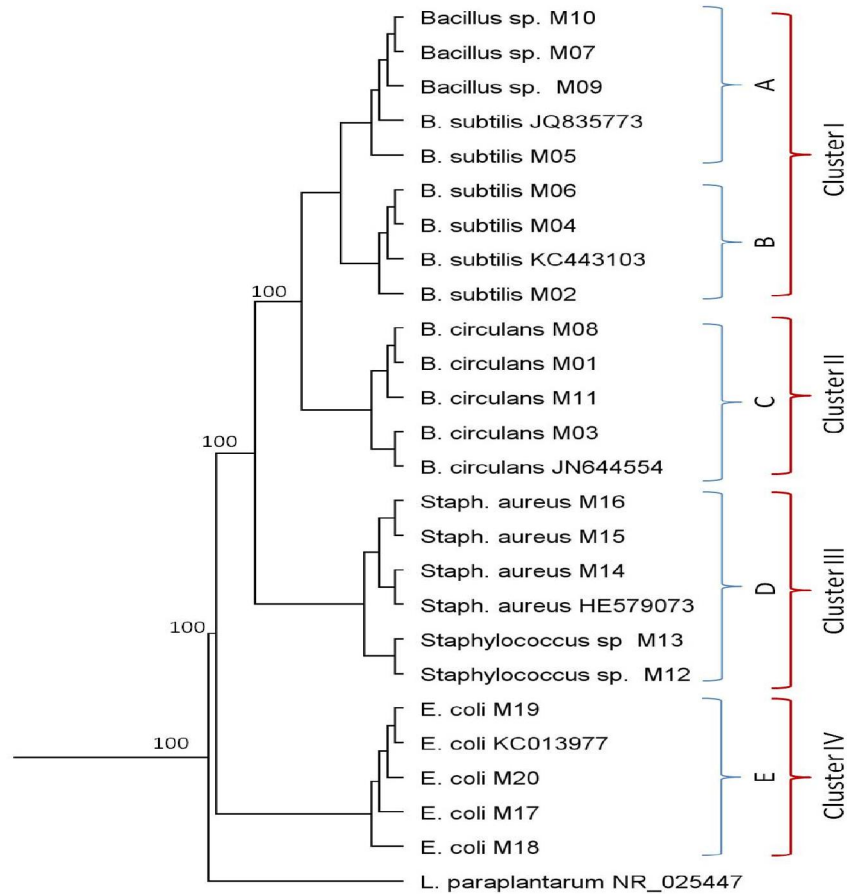 Bacillus sp. M10
Bacillus sp. M07
Bacillus sp. M09
B. subtilis JQ835773
B. subtilis M05
B. subtilis M06
B. subtilis M04
B. subtilis KC443103
B. subtilis M02
B. circulans M08
B. circulans M01
B. circulans M11
B. circulans M03
B. circulans JN644554
Staph. aureus M16
Staph. aureus M15
Staph. aureus M14
Staph. aureus HE579073
Staphylococcus sp M13
Staphylococcus sp. M12
E. coli M19
E. coli KC013977
E. coli M20
E. coli M17
E. coli M18
L. paraplantarum NR_025447
100
100
100
100
A
B
C
D
E
Cluster I
Cluster II
Cluster III
Cluster IV